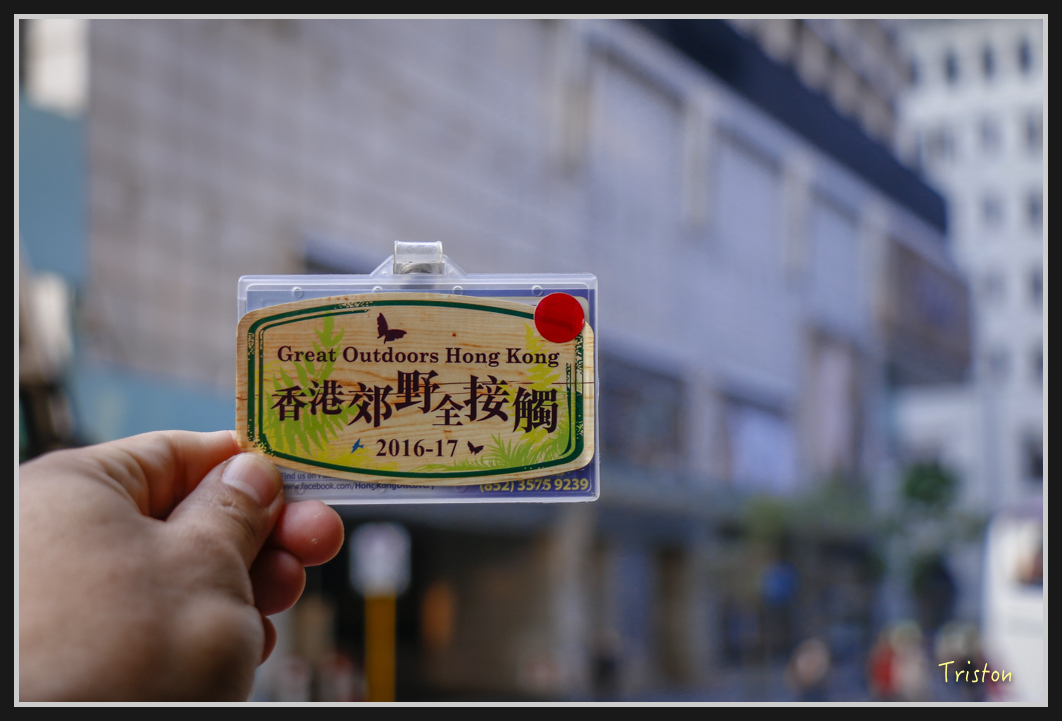 Great Outdoors Hong Kong
香港郊野全接觸
2016-17
www.facebook.com/HongKongDiscovery
(852) 3575 9239
Triston